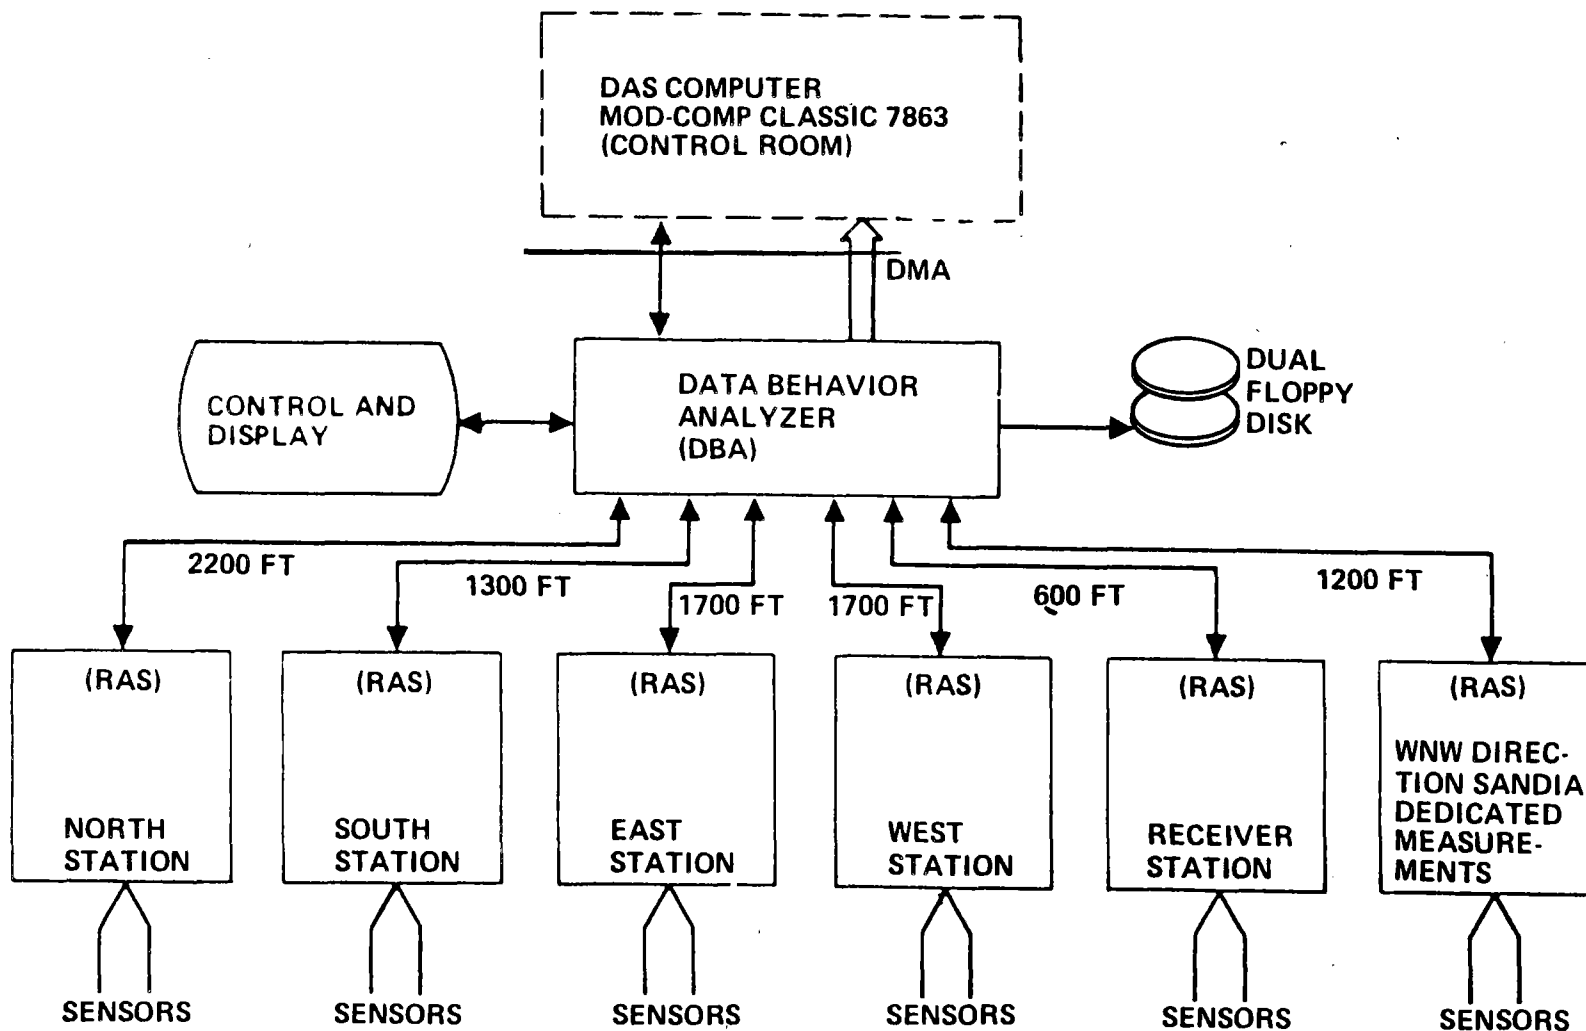 DAS COMPUTER
MOD-COMP CLASSIC 7863
(CONTROL ROOM)
DMA
CONTROL AND
DISPLAY
DATA BEHAVIOR
ANALYZER
(DBA)
DUAL
FLOPPY
DISK
2200 FT
1300 FT
1700 FT
1700 FT
600 FT
1200 FT
(RAS)
NORTH
STATION
(RAS)
SOUTH
STATION
(RAS)
EAST
STATION
(RAS)
WEST
STATION
(RAS)
RECEIVER
STATION
(RAS)
WNW DIREC-
TION SANDIA
DEDICATED
MEASURE-
MENTS
SENSORS
SENSORS
SENSORS
SENSORS
SENSORS
SENSORS